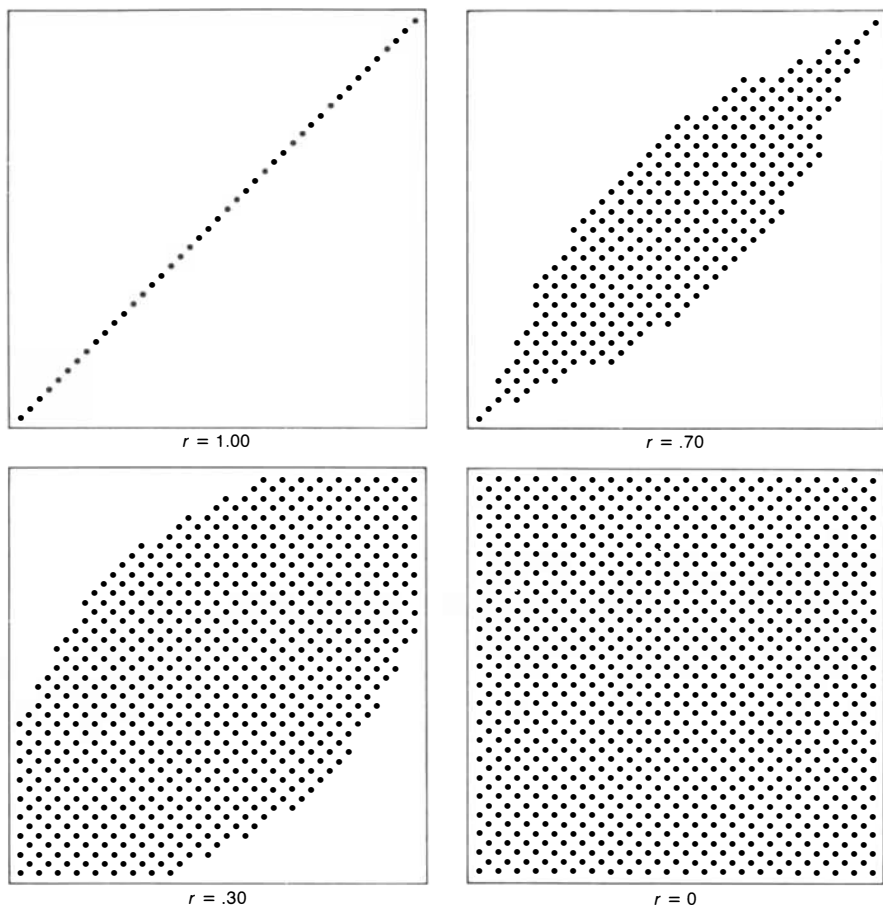 r = 1.00
r = .70
r = .30
r = 0